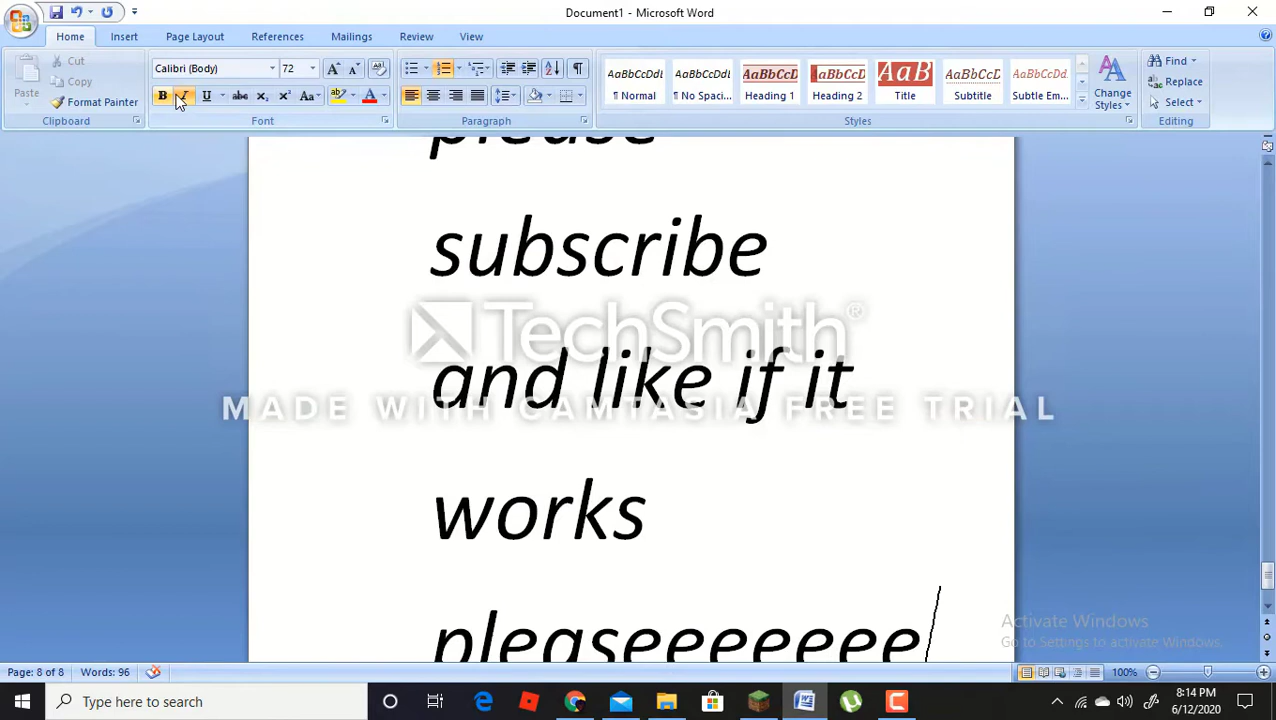 Document1 - Microsoft Word
Home Insert Page Layout References Mailings Review View
Paste
Cut
Copy
Format Painter
Clipboard
Calibri (Body) 72
Font
Paragraph
AaBbCcDdI AaBbCcDdI AaBbCcD AaBbCcD AaB AaBbCcD AaBbCcD
¶ Normal ¶ No Spaci... Heading 1 Heading 2 Title Subtitle Subtle Em...
Change
Styles
Styles
Find
Replace
Select
Editing
please
subscribe
TechSmith®
and like if it
MADE WITH CAMTASIA FREE TRIAL
works
pleaseeeeeeee
Activate Windows
Go to Settings to activate Windows.
Page: 8 of 8 Words: 96 100%
Type here to search
8:14 PM
6/12/2020